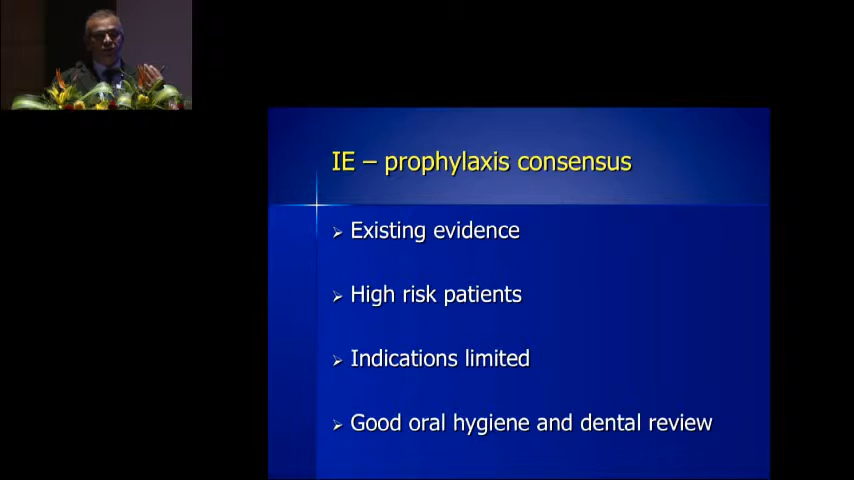 IE – prophylaxis consensus
Existing evidence
High risk patients
Indications limited
Good oral hygiene and dental review